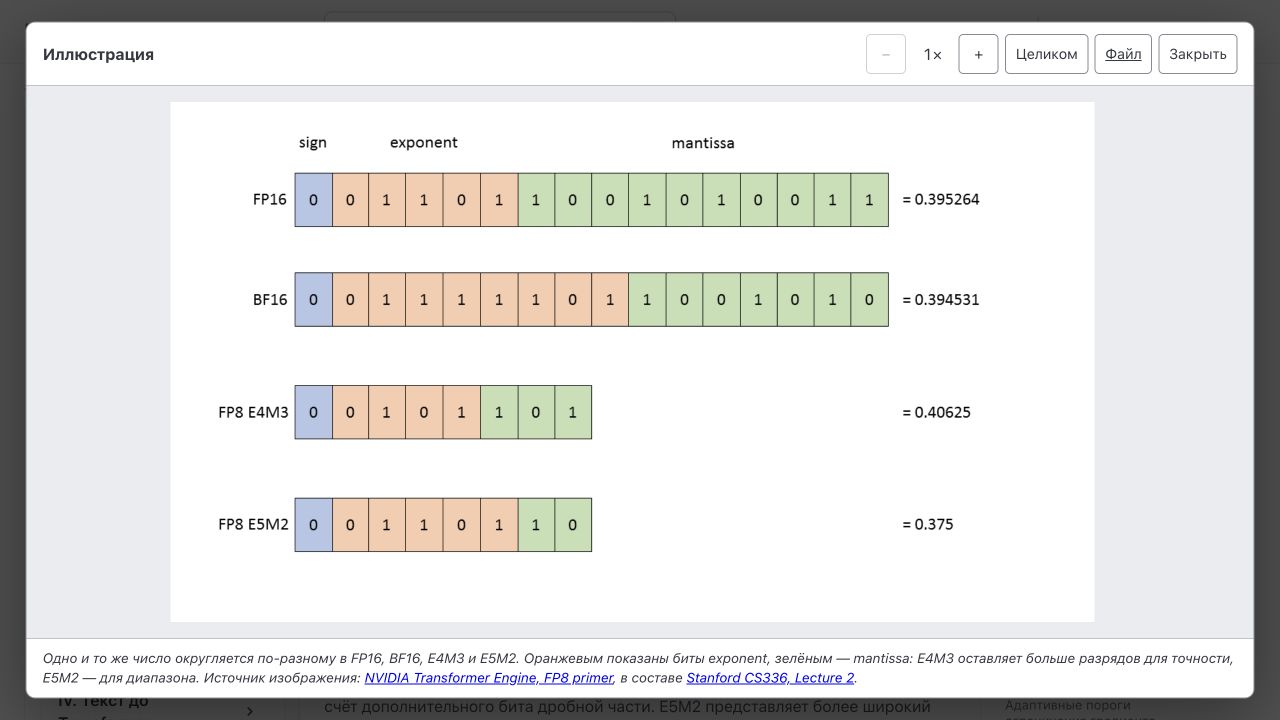 Иллюстрация
−
1×
+
Целиком
Файл
Закрыть
sign exponent mantissa
FP16 0 0 1 1 0 1 1 0 0 1 0 1 0 0 1 1 = 0.395264
BF16 0 0 1 1 1 1 1 0 1 1 0 0 1 0 1 0 = 0.394531
FP8 E4M3 0 0 1 0 1 1 0 1 = 0.40625
FP8 E5M2 0 0 1 1 0 1 1 0 = 0.375
Одно и то же число округляется по-разному в FP16, BF16, E4M3 и E5M2. Оранжевым показаны биты exponent, зелёным — mantissa: E4M3 оставляет больше разрядов для точности,
E5M2 — для диапазона. Источник изображения: NVIDIA Transformer Engine, FP8 primer, в составе Stanford CS336, Lecture 2.
IV. Текст до
счёт дополнительного бита дробной части. E5M2 представляет более широкий
Адаптивные пороги